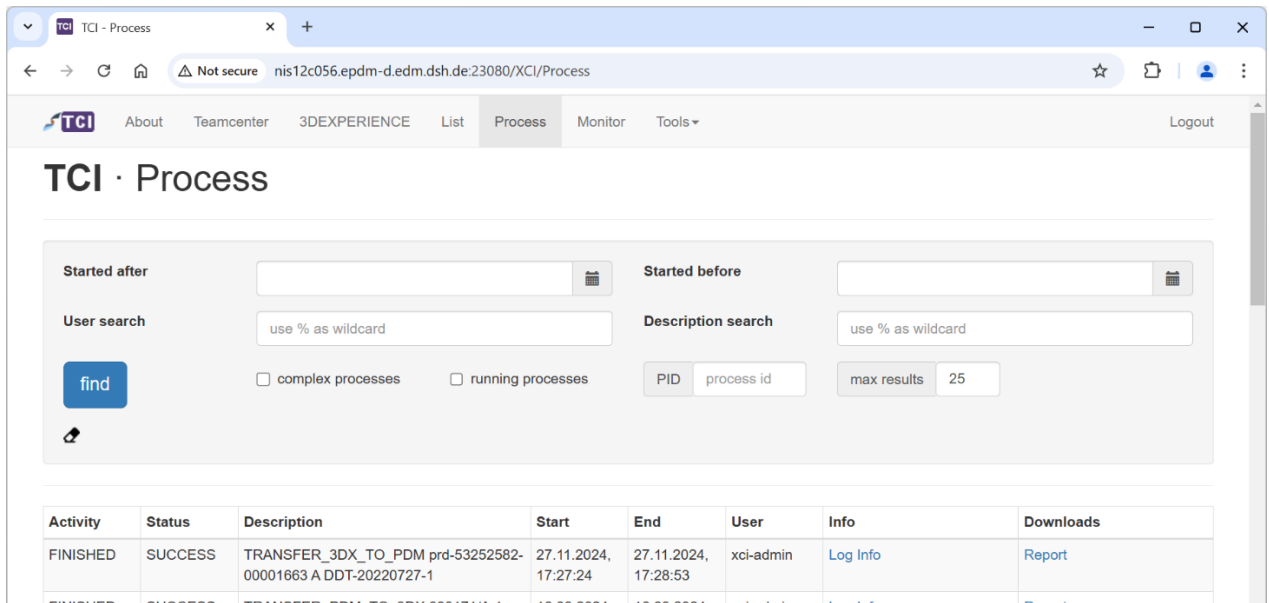 TCI TCI - Process
Not secure nis12c056.epdm-d.edm.dsh.de:23080/XCI/Process
TCI About Teamcenter 3DEXPERIENCE List Process Monitor Tools Logout
TCI · Process
Started after Started before
User search use % as wildcard Description search use % as wildcard
find complex processes running processes PID process id max results 25
Activity Status Description Start End User Info Downloads
FINISHED SUCCESS TRANSFER_3DX_TO_PDM prd-53252582- 27.11.2024, 27.11.2024, xci-admin Log Info Report
00001663 A DDT-20220727-1 17:27:24 17:28:53